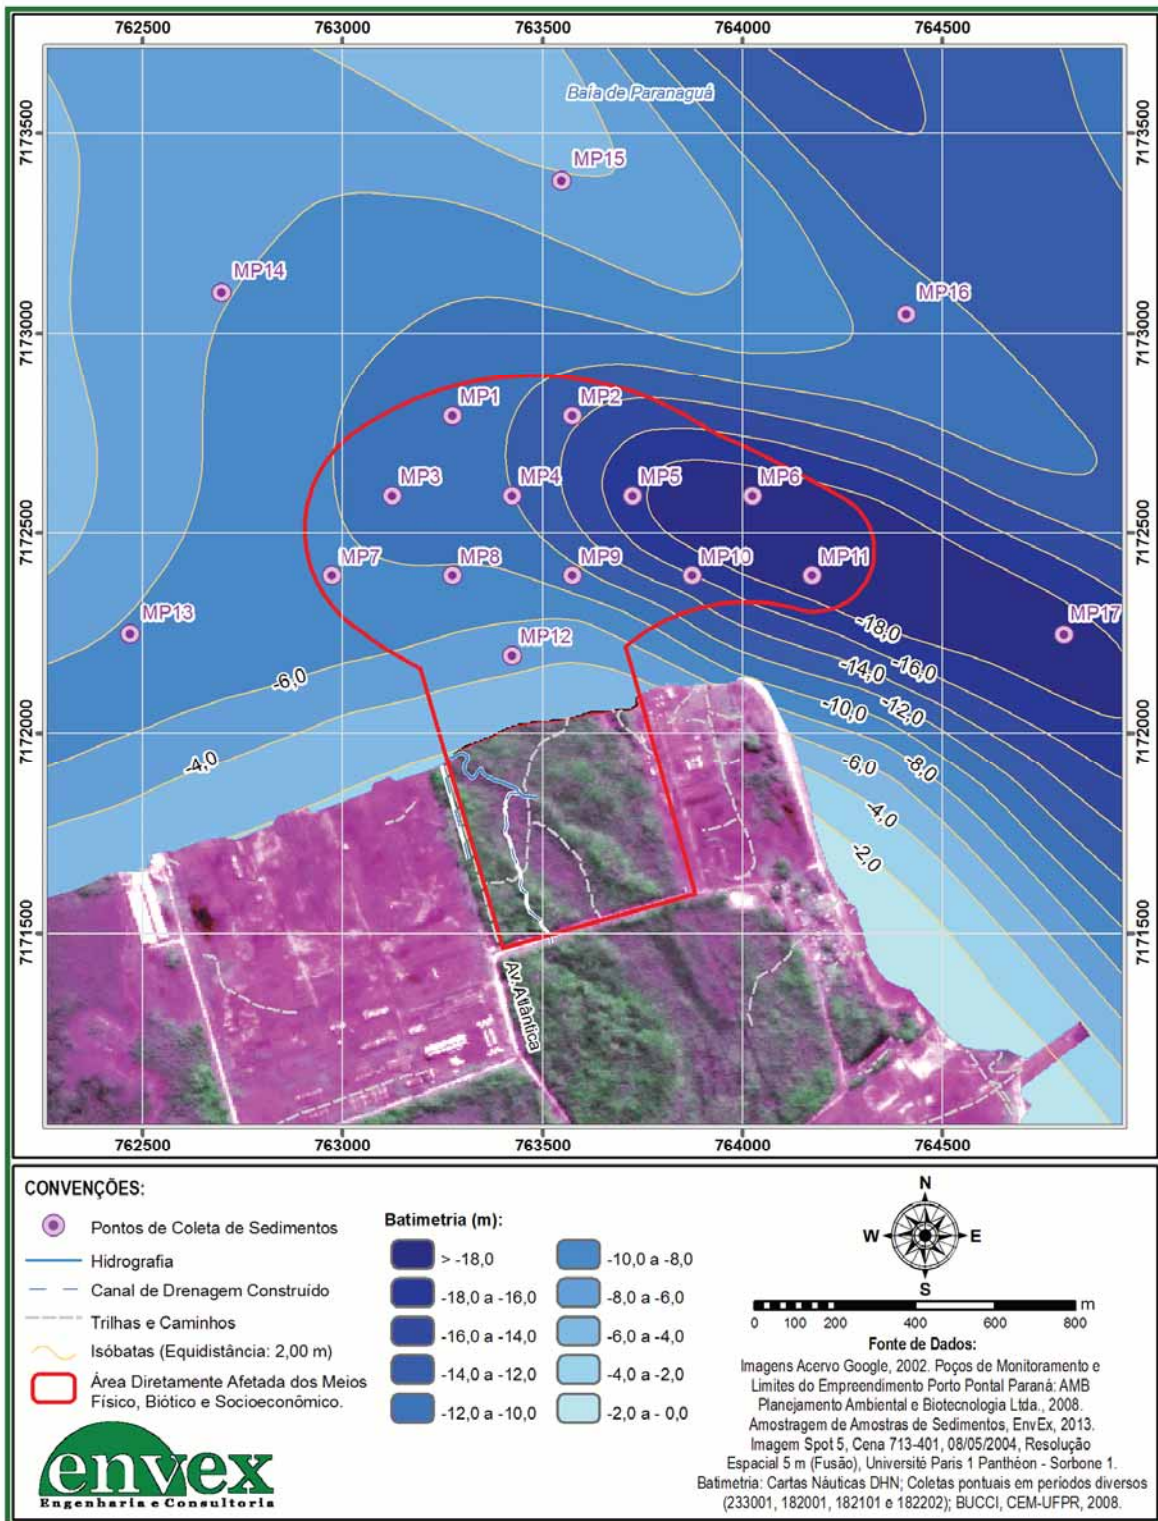 762500 763000 763500 764000 764500
Baía de Paranaguá
7173500 7173500
MP15
MP14
MP16
7173000 7173000
MP1 MP2
MP3 MP4 MP5 MP6
7172500 7172500
MP7 MP8 MP9 MP10 MP11
MP13
MP12
MP17
-18,0
-16,0
-14,0
-12,0
-10,0
-8,0
-6,0
-6,0
-4,0
-4,0
-2,0
7172000 7172000
7171500 7171500
Av. Atlântica
762500 763000 763500 764000 764500
CONVENÇÕES:
Pontos de Coleta de Sedimentos
Hidrografia
Canal de Drenagem Construído
Trilhas e Caminhos
Isóbatas (Equidistância: 2,00 m)
Área Diretamente Afetada dos Meios
Físico, Biótico e Socioeconômico.
envex
Engenharia e Consultoria
Batimetria (m):
> -18,0
-18,0 a -16,0
-16,0 a -14,0
-14,0 a -12,0
-12,0 a -10,0
-10,0 a -8,0
-8,0 a -6,0
-6,0 a -4,0
-4,0 a -2,0
-2,0 a - 0,0
N
W E
S
m
0 100 200 400 600 800
Fonte de Dados:
Imagens Acervo Google, 2002. Poços de Monitoramento e
Limites do Empreendimento Porto Pontal Paraná: AMB
Planejamento Ambiental e Biotecnologia Ltda., 2008.
Amostragem de Amostras de Sedimentos, EnvEx, 2013.
Imagem Spot 5, Cena 713-401, 08/05/2004, Resolução
Espacial 5 m (Fusão), Université Paris 1 Panthéon - Sorbone 1.
Batimetria: Cartas Náuticas DHN; Coletas pontuais em períodos diversos
(233001, 182001, 182101 e 182202); BUCCI, CEM-UFPR, 2008.